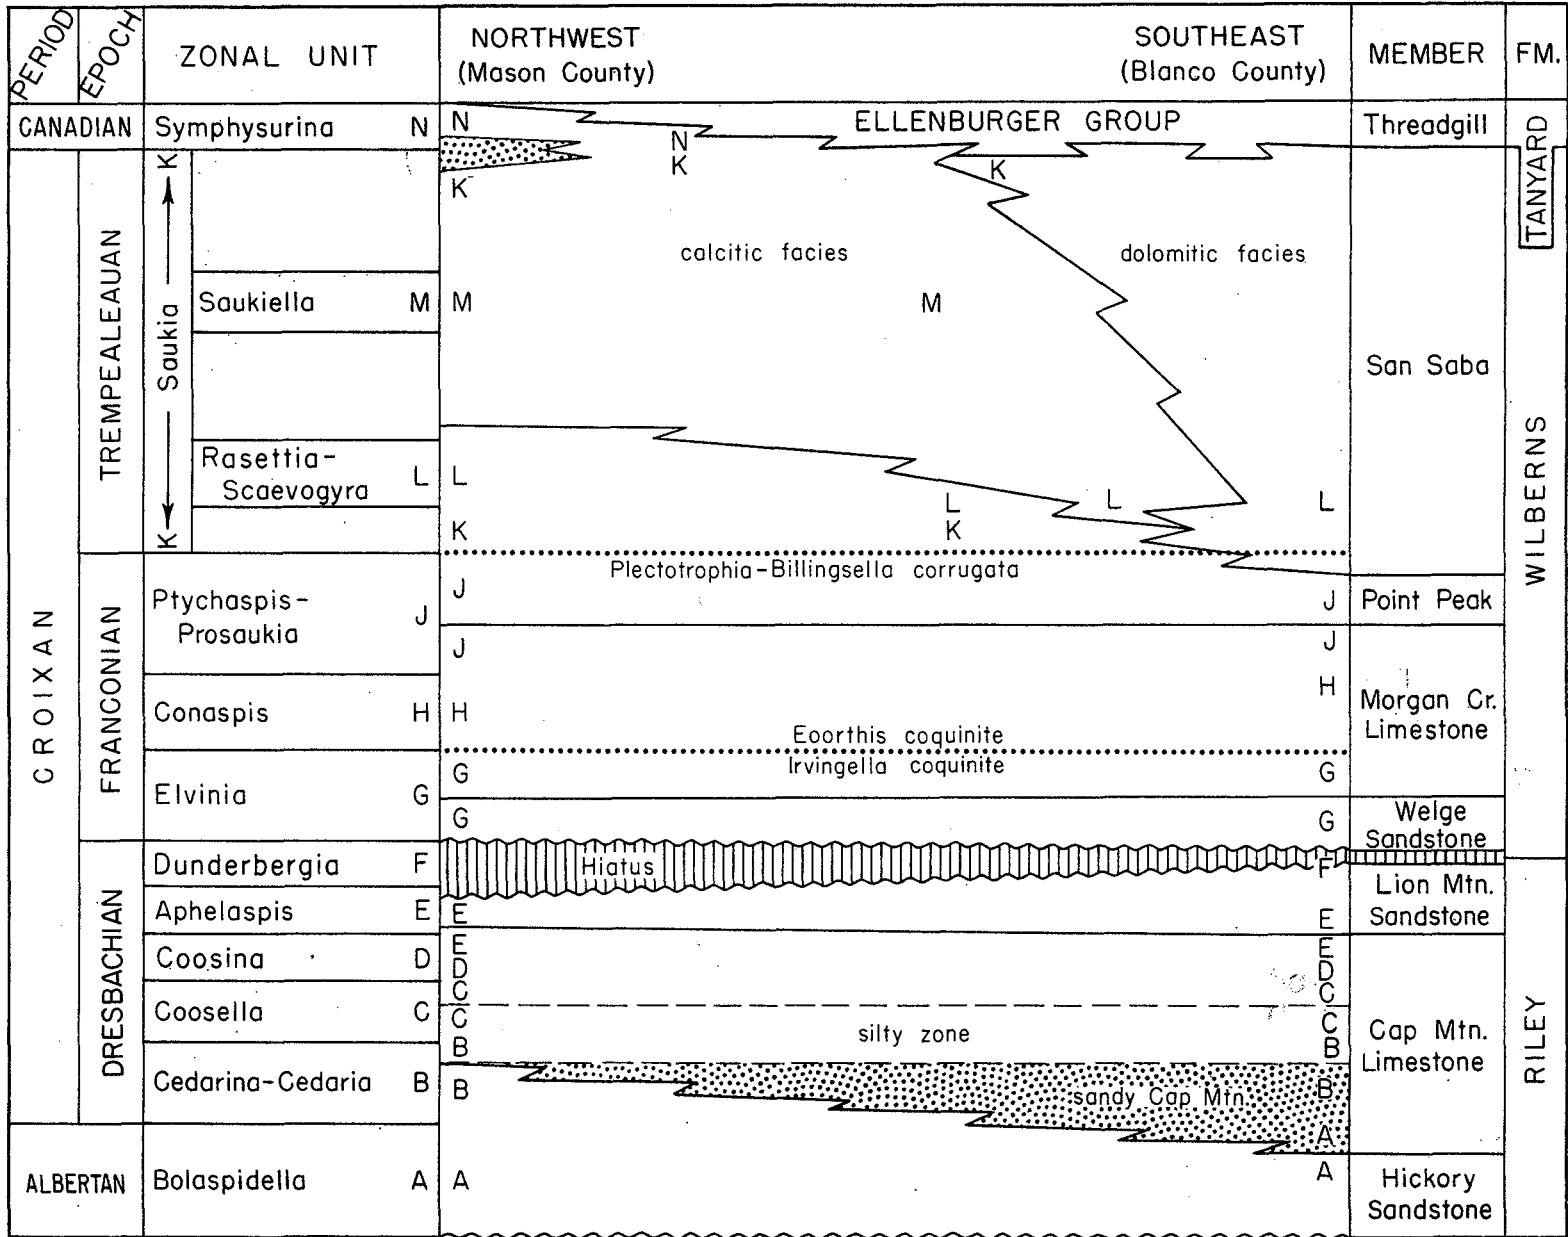 PERIOD
EPOCH
ZONAL UNIT
NORTHWEST
(Mason County)
SOUTHEAST
(Blanco County)
MEMBER
FM.
CANADIAN
Symphysurina N
N
N
ELLENBURGER GROUP
Threadgill
TANYARD
K
K
K
K
TREMPEALEAUAN
Saukia
calcitic facies
dolomitic facies
Saukiella M
M
M
San Saba
WILBERNS
Rasettia-
Scaevogyra L
L
L
L
L
K
K
K
Plectotrophia-Billingsella corrugata
CROIXAN
FRANCONIAN
Ptychaspis-
Prosaukia J
J
J
Point Peak
J
J
Conaspis H
H
H
Morgan Cr.
Limestone
Eoorthis coquinite
Irvingella coquinite
Elvinia G
G
G
G
G
Welge
Sandstone
DRESBACHIAN
Dunderbergia F
Hiatus
F
Lion Mtn.
Sandstone
Aphelaspis E
E
E
Coosina D
E
D
C
E
D
C
Coosella C
C
B
silty zone
C
B
Cap Mtn.
Limestone
RILEY
Cedarina-Cedaria B
B
sandy Cap Mtn.
B
A
ALBERTAN
Bolaspidella A
A
A
Hickory
Sandstone